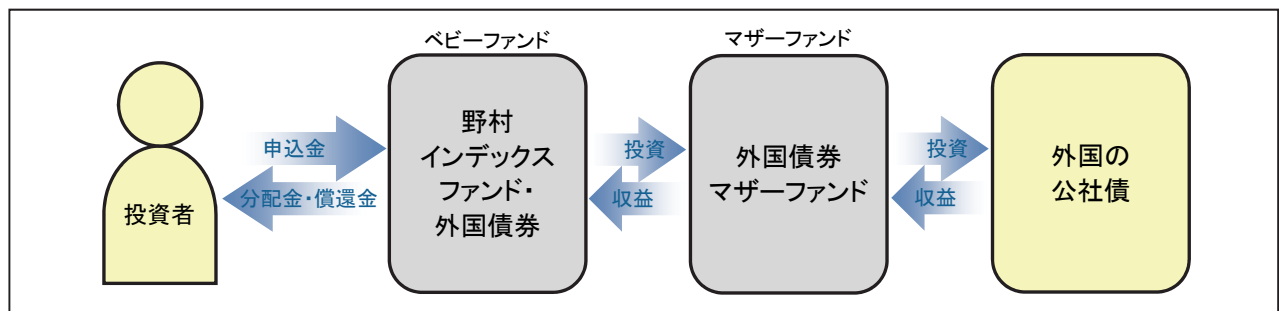 ベビーファンド
マザーファンド
投資者
申込金
分配金・償還金
野村
インデックス
ファンド・
外国債券
投資
収益
外国債券
マザーファンド
投資
収益
外国の
公社債